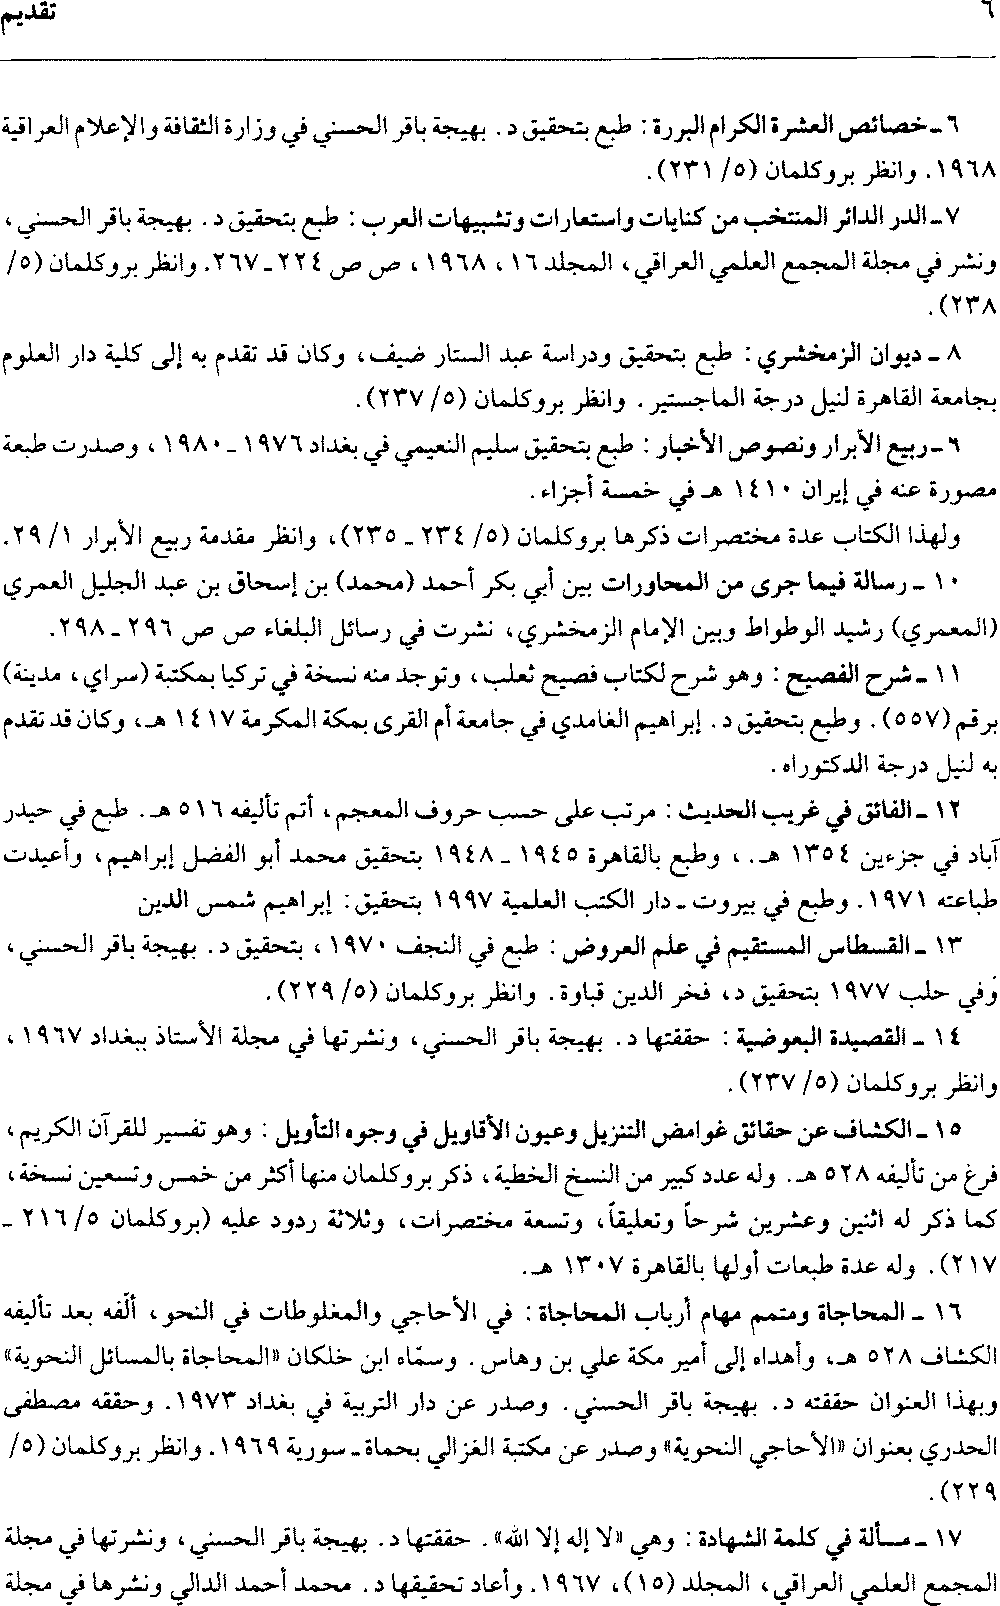 ٦ تقديم
٦ ـ خصائص العشرة الكرام البررة : طبع بتحقيق د. بهيجة باقر الحسني في وزارة الثقافة والإعلام العراقية
١٩٦٨. وانظر بروكلمان (٥/ ٢٣١).
٧ ـ الدر الدائر المنتخب من كنايات واستعارات وتشبيهات العرب : طبع بتحقيق د. بهيجة باقر الحسني،
ونشر في مجلة المجمع العلمي العراقي، المجلد ١٦، ١٩٦٨، ص ص ٢٢٤ ـ ٢٦٧. وانظر بروكلمان (٥/
٢٣٨).
٨ ـ ديوان الزمخشري : طبع بتحقيق ودراسة عبد الستار ضيف، وكان قد تقدم به إلى كلية دار العلوم
بجامعة القاهرة لنيل درجة الماجستير. وانظر بروكلمان (٥/ ٢٣٧).
٩ ـ ربيع الأبرار ونصوص الأخبار : طبع بتحقيق سليم النعيمي في بغداد ١٩٧٦ ـ ١٩٨٠، وصدرت طبعة
مصورة عنه في إيران ١٤١٠ هـ في خمسة أجزاء.
ولهذا الكتاب عدة مختصرات ذكرها بروكلمان (٥/ ٢٣٤ ـ ٢٣٥)، وانظر مقدمة ربيع الأبرار ١/ ٢٩.
١٠ ـ رسالة فيما جرى من المحاورات بين أبي بكر أحمد (محمد) بن إسحاق بن عبد الجليل العمري
(المعمري) رشيد الوطواط وبين الإمام الزمخشري، نشرت في رسائل البلغاء ص ص ٢٩٦ ـ ٢٩٨.
١١ ـ شرح الفصيح : وهو شرح لكتاب فصيح ثعلب، وتوجد منه نسخة في تركيا بمكتبة (سراي، مدينة)
برقم (٥٥٧). وطبع بتحقيق د. إبراهيم الغامدي في جامعة أم القرى بمكة المكرمة ١٤١٧ هـ، وكان قد تقدم
به لنيل درجة الدكتوراه.
١٢ ـ الفائق في غريب الحديث : مرتب على حسب حروف المعجم، أتم تأليفه ٥١٦ هـ. طبع في حيدر
آباد في جزءين ١٣٥٤ هـ.، وطبع بالقاهرة ١٩٤٥ ـ ١٩٤٨ بتحقيق محمد أبو الفضل إبراهيم، وأعيدت
طباعته ١٩٧١. وطبع في بيروت ـ دار الكتب العلمية ١٩٩٧ بتحقيق : إبراهيم شمس الدين
١٣ ـ القسطاس المستقيم في علم العروض : طبع في النجف ١٩٧٠، بتحقيق د. بهيجة باقر الحسني،
وفي حلب ١٩٧٧ بتحقيق د، فخر الدين قباوة. وانظر بروكلمان (٥/ ٢٢٩).
١٤ ـ القصيدة البعوضية : حققتها د. بهيجة باقر الحسني، ونشرتها في مجلة الأستاذ ببغداد ١٩٦٧،
وانظر بروكلمان (٥/ ٢٣٧).
١٥ ـ الكشاف عن حقائق غوامض التنزيل وعيون الأقاويل في وجوه التأويل : وهو تفسير للقرآن الكريم،
فرغ من تأليفه ٥٢٨ هـ. وله عدد كبير من النسخ الخطية، ذكر بروكلمان منها أكثر من خمس وتسعين نسخة،
كما ذكر له اثنين وعشرين شرحاً وتعليقاً، وتسعة مختصرات، وثلاثة ردود عليه (بروكلمان ٥/ ٢١٦ ـ
٢١٧). وله عدة طبعات أولها بالقاهرة ١٣٠٧ هـ.
١٦ ـ المحاجاة ومتمم مهام أرباب المحاجاة : في الأحاجي والمغلوطات في النحو، ألّفه بعد تأليفه
الكشاف ٥٢٨ هـ، وأهداه إلى أمير مكة علي بن وهاس. وسمّاه ابن خلكان «المحاجاة بالمسائل النحوية»
وبهذا العنوان حققته د. بهيجة باقر الحسني. وصدر عن دار التربية في بغداد ١٩٧٣. وحققه مصطفى
الحدري بعنوان «الأحاجي النحوية» وصدر عن مكتبة الغزالي بحماة ـ سورية ١٩٦٩. وانظر بروكلمان (٥/
٢٢٩).
١٧ ـ مسألة في كلمة الشهادة : وهي «لا إله إلا الله». حققتها د. بهيجة باقر الحسني، ونشرتها في مجلة
المجمع العلمي العراقي، المجلد (١٥)، ١٩٦٧. وأعاد تحقيقها د. محمد أحمد الدالي ونشرها في مجلة